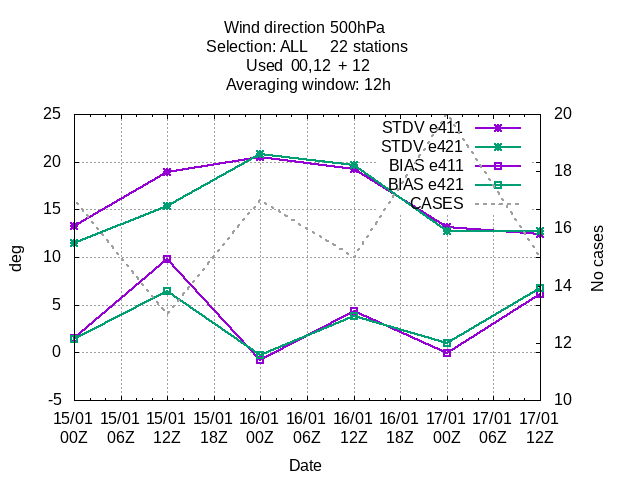 Wind direction 500hPa
Selection: ALL 22 stations
Used 00,12 + 12
Averaging window: 12h
25 20
STDV e411
STDV e421
20 18
BIAS e411
BIAS e421
CASES
15 16
10 14
deg
No cases
5
0 12
-5 10
15/01 15/01 15/01 15/01 16/01 16/01 16/01 16/01 17/01 17/01 17/01
00Z 06Z 12Z 18Z 00Z 06Z 12Z 18Z 00Z 06Z 12Z
Date